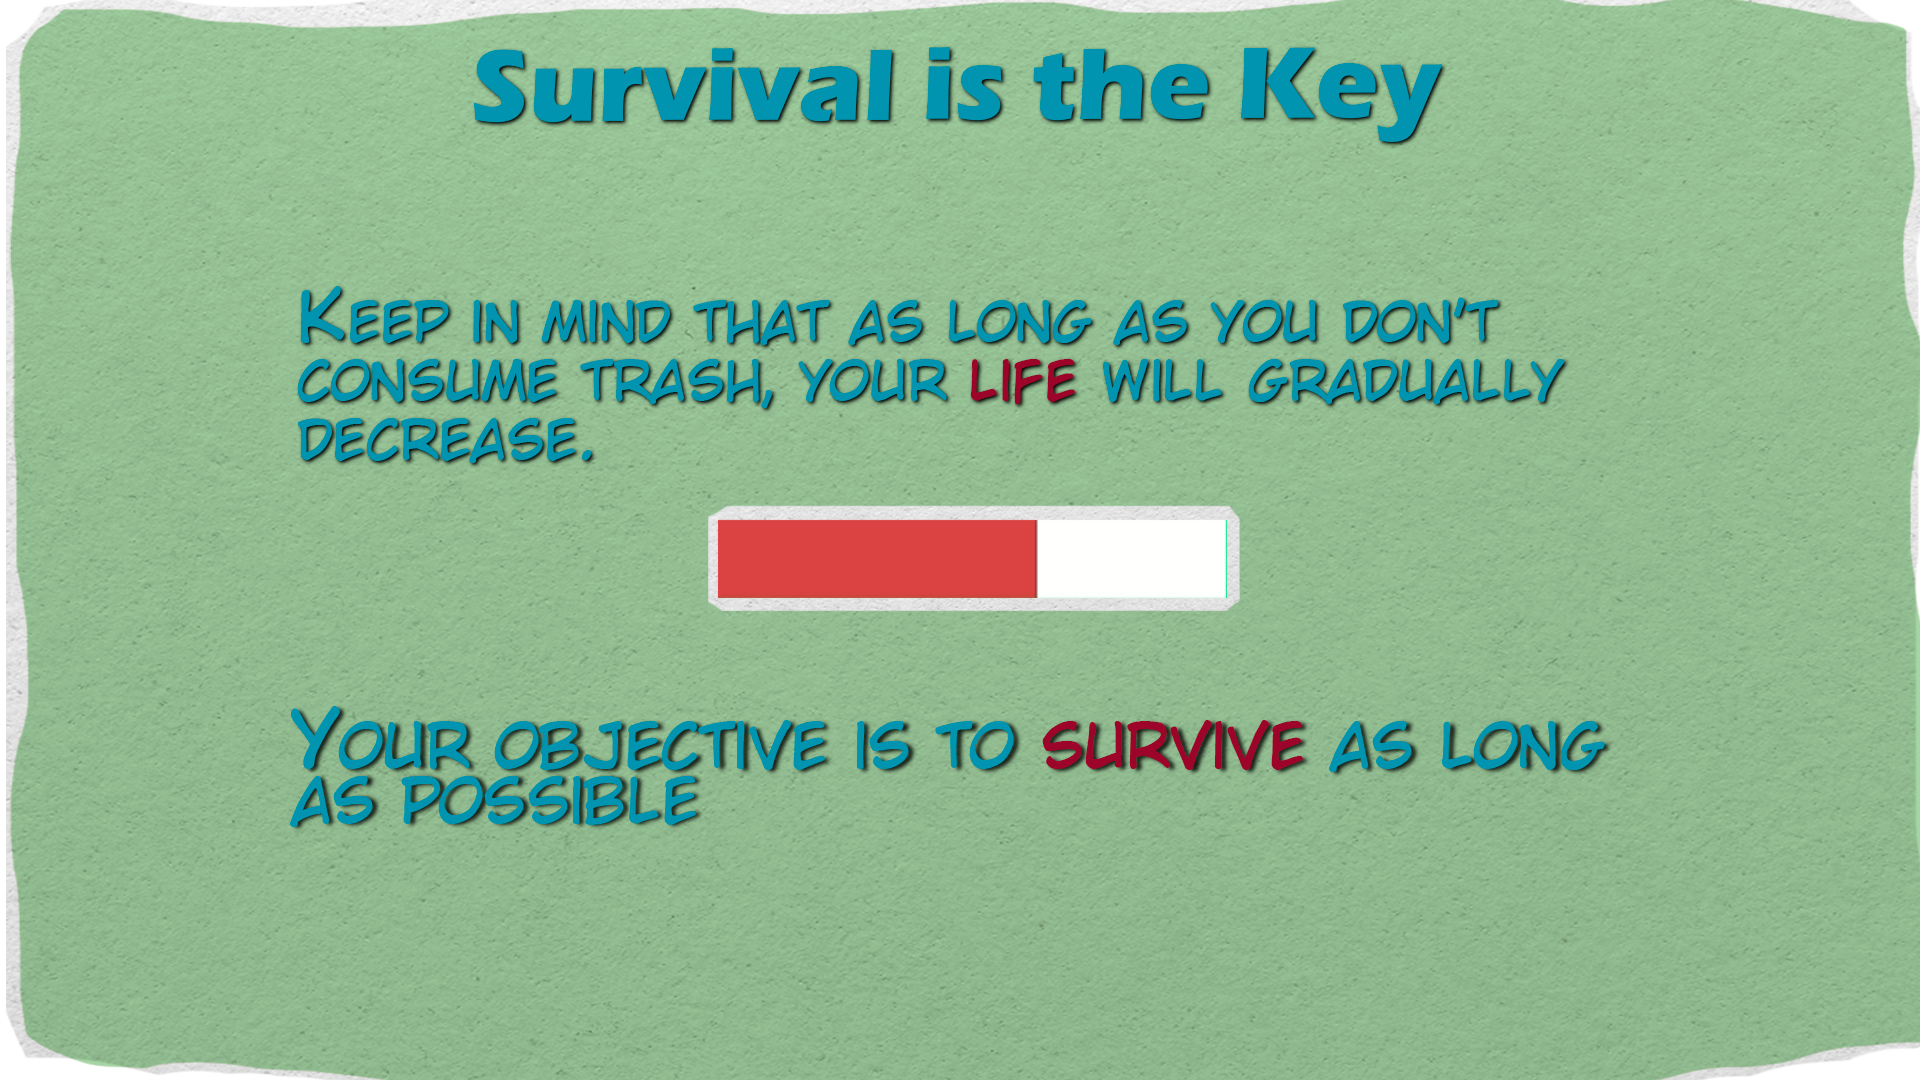 Survival is the Key
Keep in mind that as long as you don't
consume trash, your life will gradually
decrease.
Your objective is to survive as long
as possible